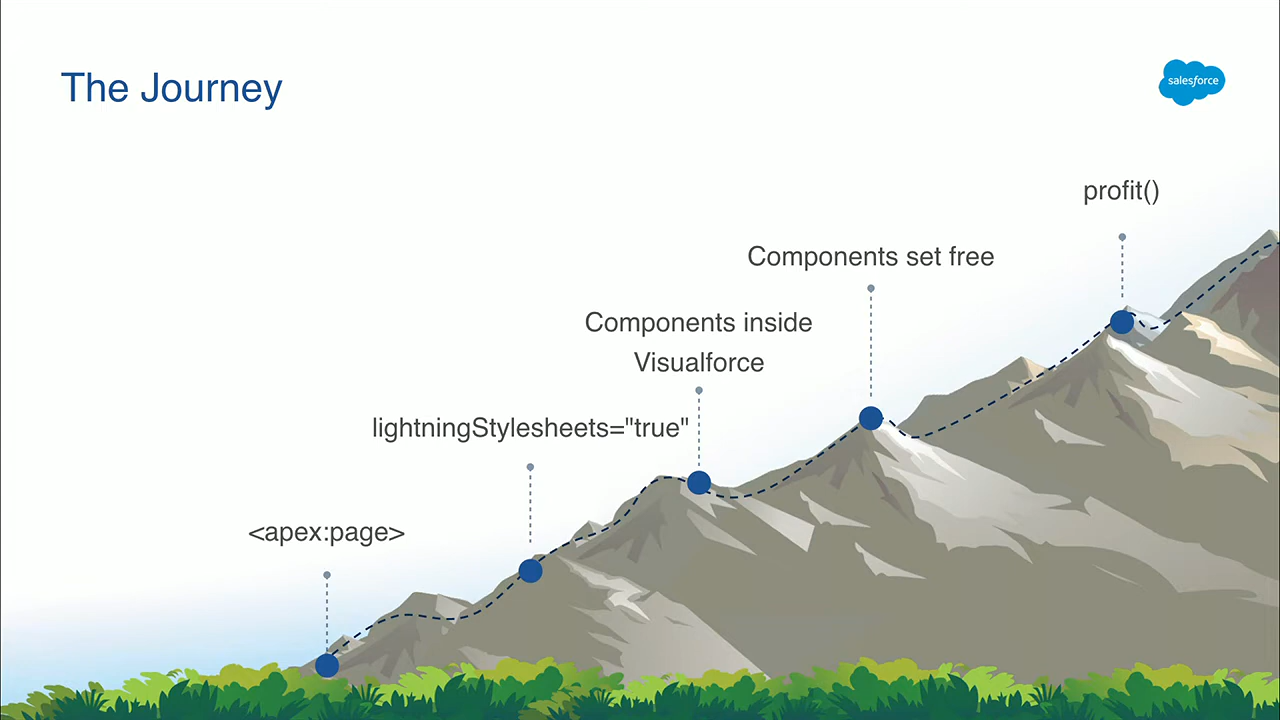 The Journey
salesforce
profit()
Components set free
Components inside
Visualforce
lightningStylesheets="true"
<apex:page>